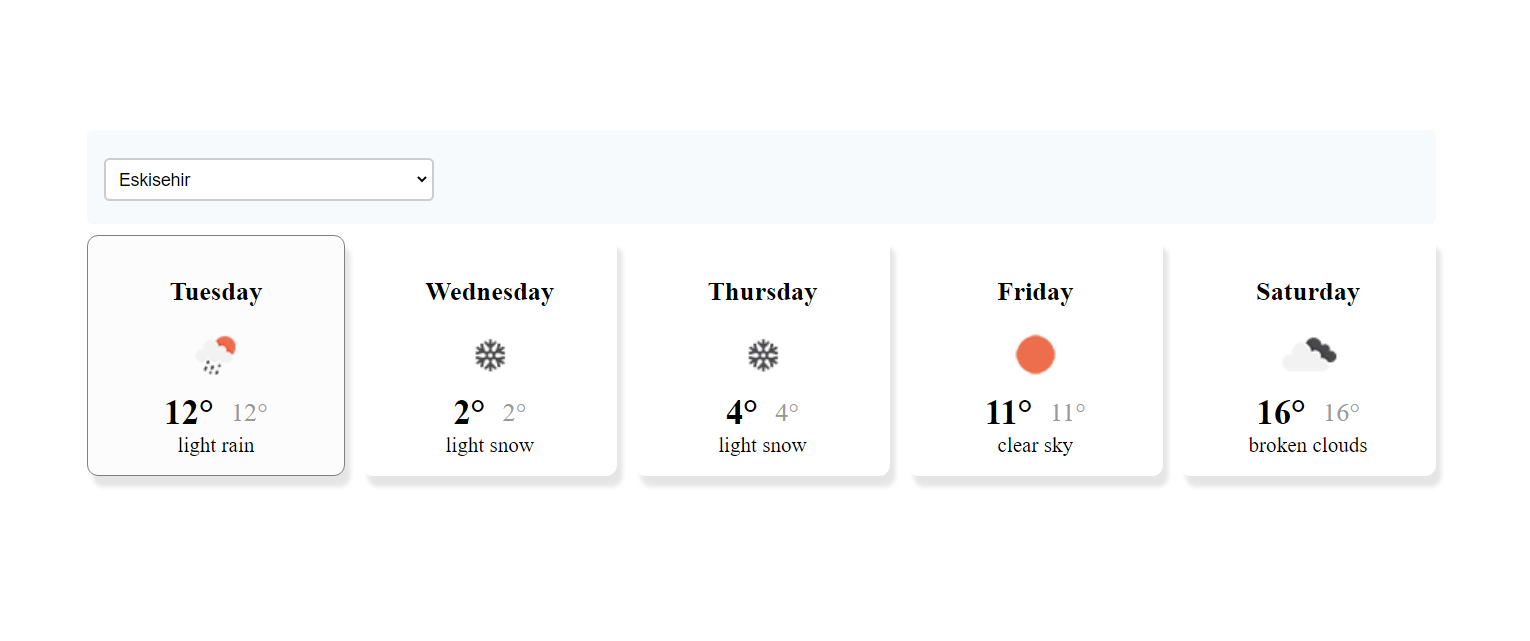 Eskisehir
Tuesday
12° 12°
light rain
Wednesday
2° 2°
light snow
Thursday
4° 4°
light snow
Friday
11° 11°
clear sky
Saturday
16° 16°
broken clouds